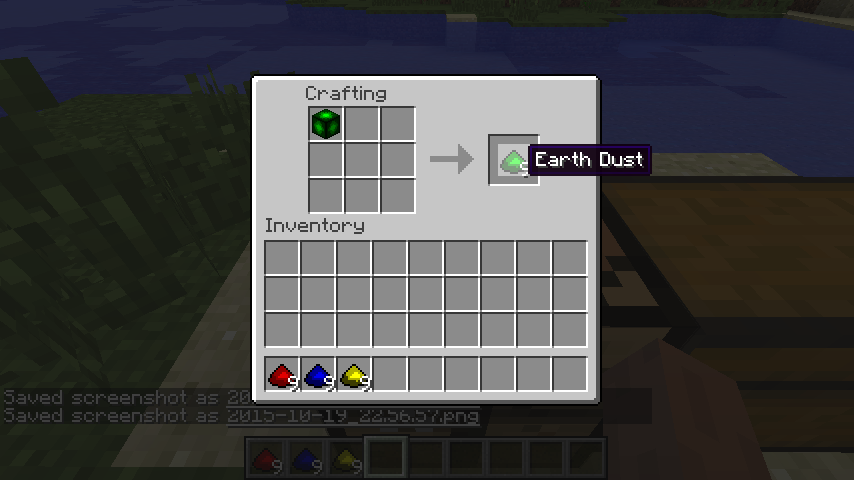 Crafting
9
Earth Dust
Inventory
9 9 9
Saved screenshot as 20
Saved screenshot as 2015-10-19_22.56.57.png
9 9 9